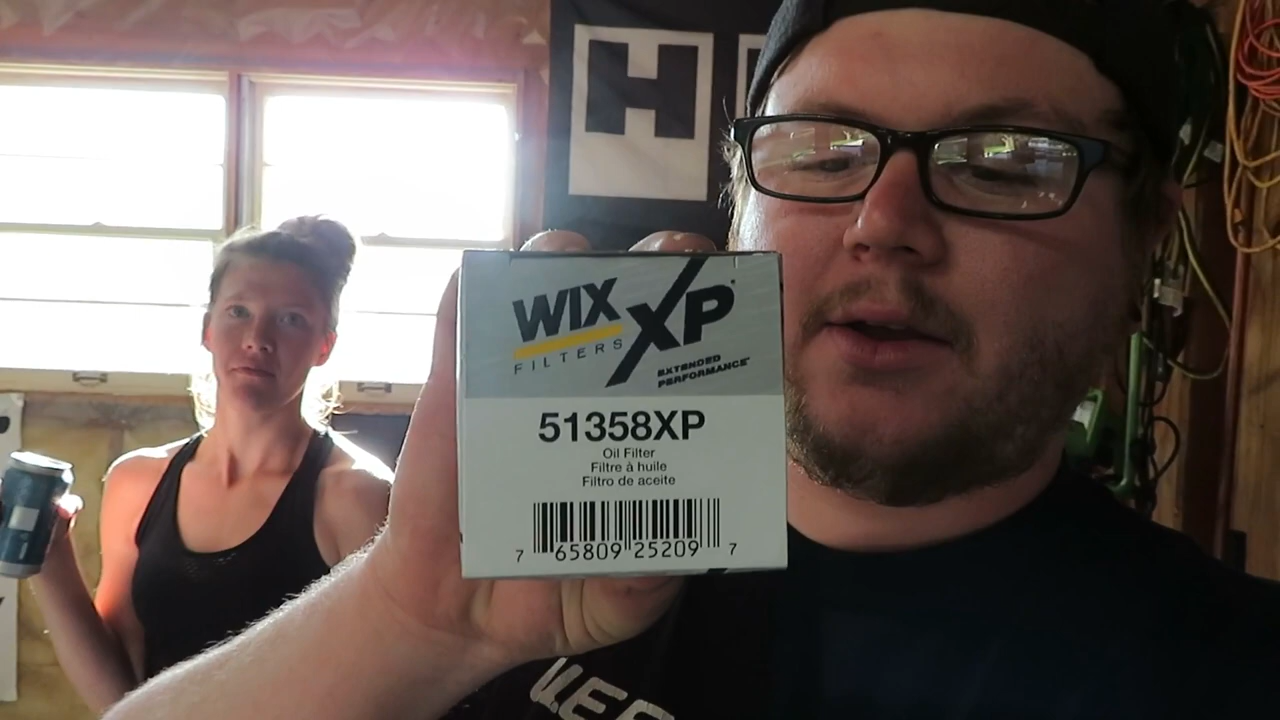 H
WIX XP
FILTERS
EXTENDED
PERFORMANCE
51358XP
Oil Filter
Filtre à huile
Filtro de aceite
7 65809 25209 7